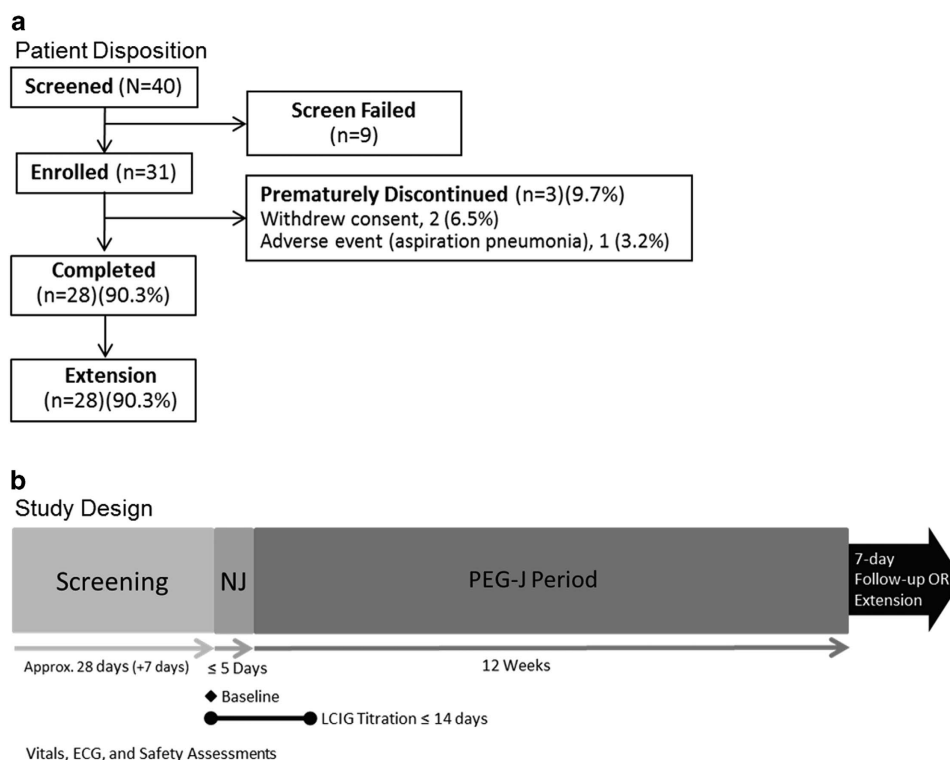 a
Patient Disposition
Screened (N=40)
Screen Failed
(n=9)
Enrolled (n=31)
Prematurely Discontinued (n=3)(9.7%)
Withdrew consent, 2 (6.5%)
Adverse event (aspiration pneumonia), 1 (3.2%)
Completed
(n=28)(90.3%)
Extension
(n=28)(90.3%)
b
Study Design
Screening
NJ
PEG-J Period
7-day
Follow-up OR
Extension
Approx. 28 days (+7 days)
≤ 5 Days
12 Weeks
Baseline
LCIG Titration ≤ 14 days
Vitals, ECG, and Safety Assessments